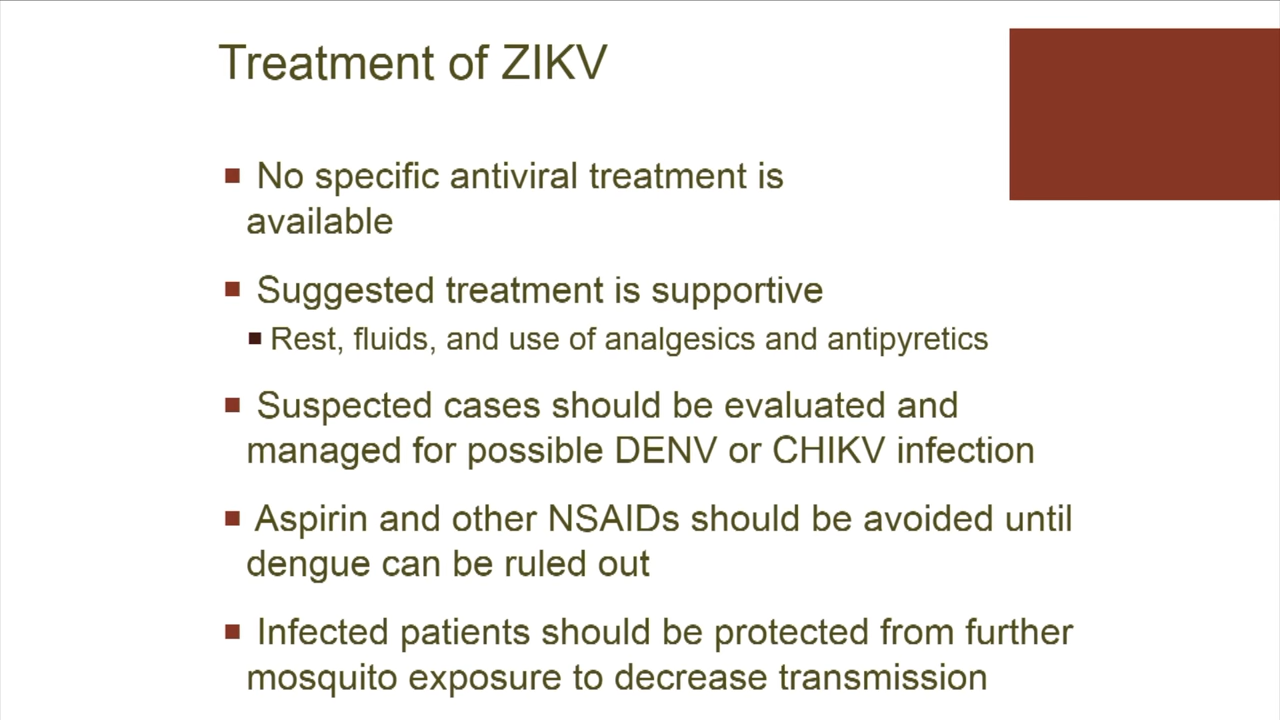 Treatment of ZIKV
No specific antiviral treatment is
available
Suggested treatment is supportive
Rest, fluids, and use of analgesics and antipyretics
Suspected cases should be evaluated and
managed for possible DENV or CHIKV infection
Aspirin and other NSAIDs should be avoided until
dengue can be ruled out
Infected patients should be protected from further
mosquito exposure to decrease transmission